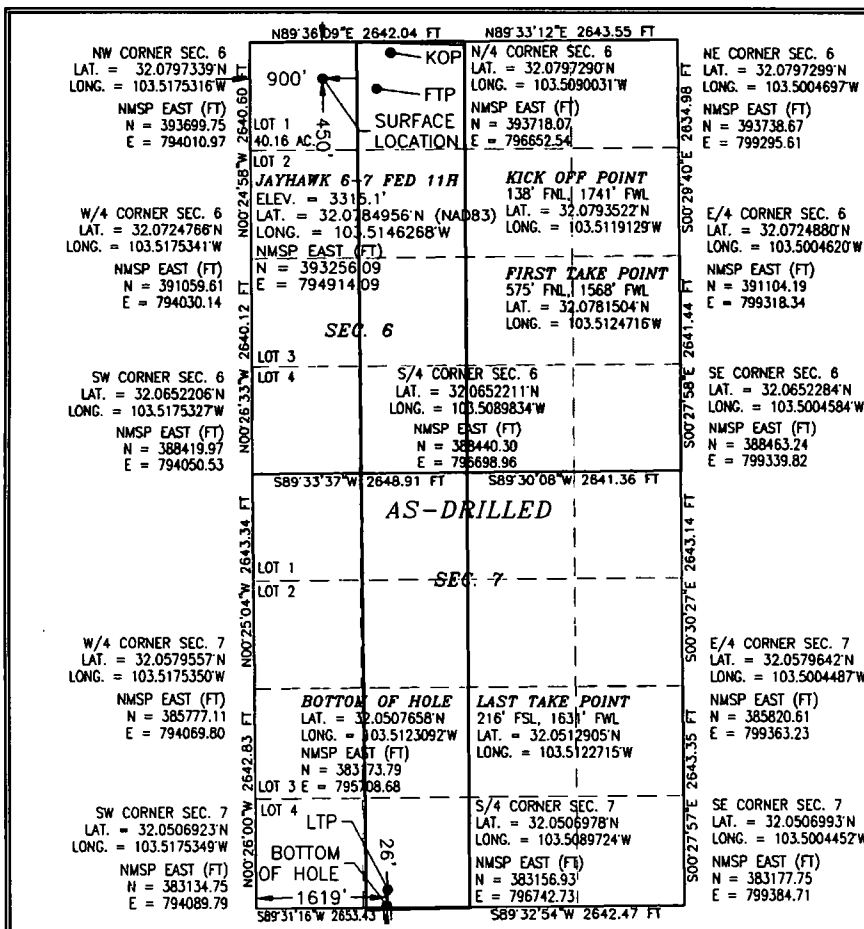 N89°36'09"E 2642.04 FT
N89°33'12"E 2643.55 FT
NW CORNER SEC. 6
LAT. = 32.0797339°N
LONG. = 103.5175316°W
NMSP EAST (FT)
N = 393699.75
E = 794010.97
N00°24'58"W 2640.60 FT
900'
450'
KOP
FTP
SURFACE
LOCATION
LOT 1
40.16 AC.
N/4 CORNER SEC. 6
LAT. = 32.0797290°N
LONG. = 103.5090031°W
NMSP EAST (FT)
N = 393718.07
E = 796652.54
NE CORNER SEC. 6
LAT. = 32.0797299°N
LONG. = 103.5004697°W
NMSP EAST (FT)
N = 393738.67
E = 799295.61
S00°29'40"E 2634.98 FT
LOT 2
JAYHAWK 6-7 FED 11H
ELEV. = 3315.1'
LAT. = 32.0784956°N (NAD83)
LONG. = 103.5146268°W
NMSP EAST (FT)
N = 393256.09
E = 794914.09
KICK OFF POINT
138' FNL, 1741' FWL
LAT. = 32.0793522°N
LONG. = 103.5119129°W
FIRST TAKE POINT
575' FNL, 1568' FWL
LAT. = 32.0781504°N
LONG. = 103.5124716°W
W/4 CORNER SEC. 6
LAT. = 32.0724766°N
LONG. = 103.5175341°W
NMSP EAST (FT)
N = 391059.61
E = 794030.14
E/4 CORNER SEC. 6
LAT. = 32.0724880°N
LONG. = 103.5004620°W
NMSP EAST (FT)
N = 391104.19
E = 799318.34
SEC. 6
LOT 3
LOT 4
N00°26'33"W 2640.12 FT
S00°27'58"E 2641.44 FT
SW CORNER SEC. 6
LAT. = 32.0652206°N
LONG. = 103.5175327°W
NMSP EAST (FT)
N = 388419.97
E = 794050.53
S/4 CORNER SEC. 6
LAT. = 32.0652211°N
LONG. = 103.5089834°W
NMSP EAST (FT)
N = 388440.30
E = 796698.96
SE CORNER SEC. 6
LAT. = 32.0652284°N
LONG. = 103.5004584°W
NMSP EAST (FT)
N = 388463.24
E = 799339.82
S89°33'37"W 2648.91 FT
S89°30'08"W 2641.36 FT
AS-DRILLED
SEC. 7
LOT 1
LOT 2
N00°25'04"W 2643.34 FT
S00°30'27"E 2643.14 FT
W/4 CORNER SEC. 7
LAT. = 32.0579557°N
LONG. = 103.5175350°W
NMSP EAST (FT)
N = 385777.11
E = 794069.80
E/4 CORNER SEC. 7
LAT. = 32.0579642°N
LONG. = 103.5004487°W
NMSP EAST (FT)
N = 385820.61
E = 799363.23
BOTTOM OF HOLE
LAT. = 32.0507658°N
LONG. = 103.5123092°W
NMSP EAST (FT)
N = 383173.79
E = 795708.68
LAST TAKE POINT
216' FSL, 1631' FWL
LAT. = 32.0512905°N
LONG. = 103.5122715°W
LOT 3
LOT 4
N00°26'00"W 2642.83 FT
S00°27'57"E 2643.35 FT
SW CORNER SEC. 7
LAT. = 32.0506923°N
LONG. = 103.5175349°W
NMSP EAST (FT)
N = 383134.75
E = 794089.79
LTP
BOTTOM
OF HOLE
26'
1619'
S/4 CORNER SEC. 7
LAT. = 32.0506978°N
LONG. = 103.5089724°W
NMSP EAST (FT)
N = 383156.93
E = 796742.73
SE CORNER SEC. 7
LAT. = 32.0506993°N
LONG. = 103.5004452°W
NMSP EAST (FT)
N = 383177.75
E = 799384.71
S89°31'16"W 2653.43 FT
S89°32'54"W 2642.47 FT